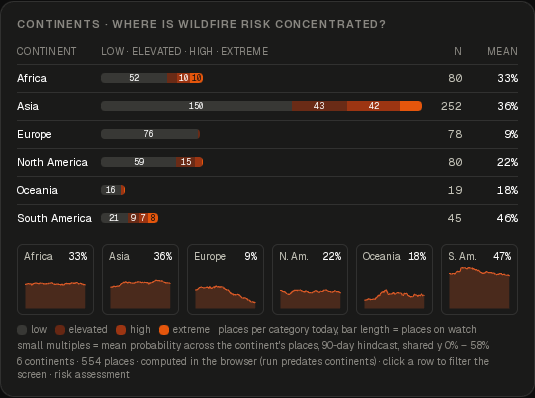 CONTINENTS · WHERE IS WILDFIRE RISK CONCENTRATED?
CONTINENT LOW · ELEVATED · HIGH · EXTREME N MEAN
Africa 52 10 10 80 33%
Asia 150 43 42 252 36%
Europe 76 78 9%
North America 59 15 80 22%
Oceania 16 19 18%
South America 21 9 7 8 45 46%
Africa 33% Asia 36% Europe 9% N. Am. 22% Oceania 18% S. Am. 47%
low elevated high extreme places per category today, bar length = places on watch
small multiples = mean probability across the continent's places, 90-day hindcast, shared y 0% – 58%
6 continents · 554 places · computed in the browser (run predates continents) · click a row to filter the
screen · risk assessment